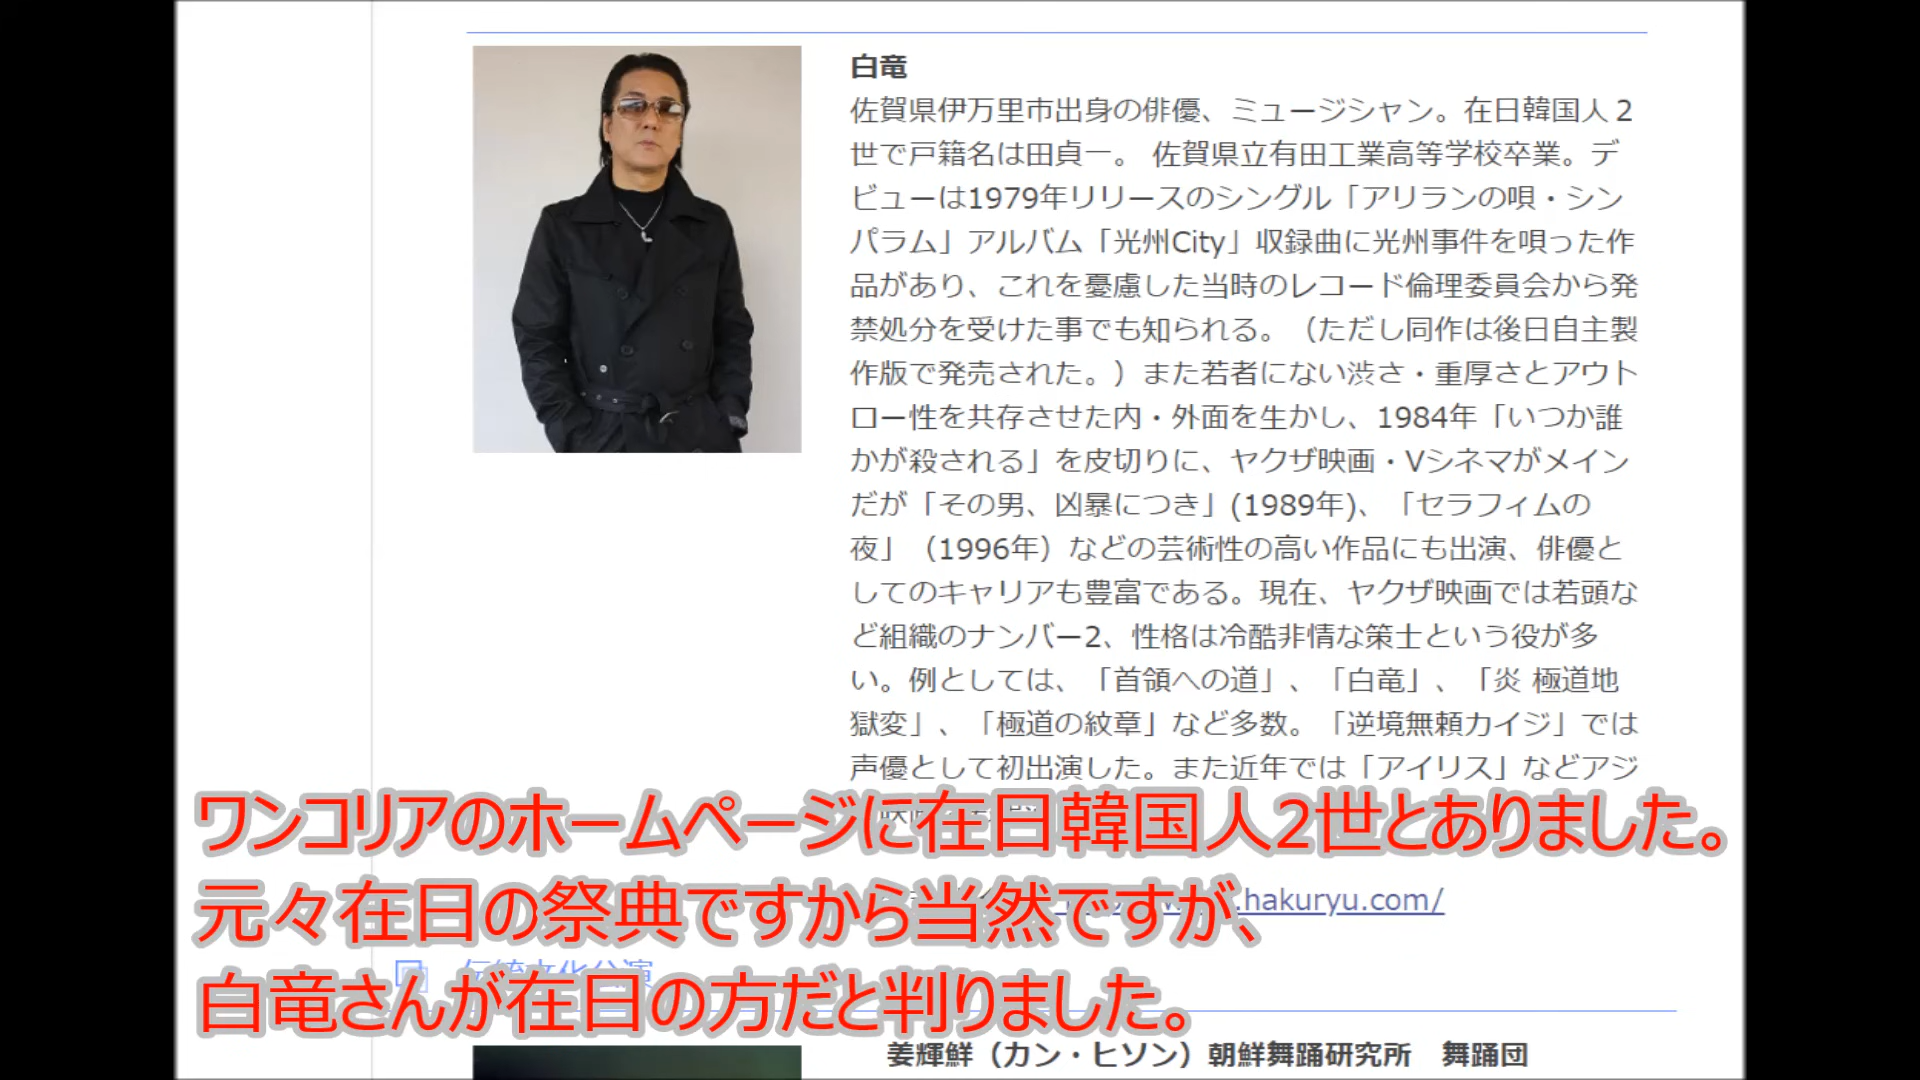 白竜
佐賀県伊万里市出身の俳優、ミュージシャン。在日韓国人２
世で戸籍名は田貞一。 佐賀県立有田工業高等学校卒業。デ
ビューは1979年リリースのシングル「アリランの唄・シン
パラム」アルバム「光州City」収録曲に光州事件を唄った作
品があり、これを憂慮した当時のレコード倫理委員会から発
禁処分を受けた事でも知られる。（ただし同作は後日自主製
作版で発売された。）また若者にない渋さ・重厚さとアウト
ロー性を共存させた内・外面を生かし、1984年「いつか誰
かが殺される」を皮切りに、ヤクザ映画・Vシネマがメイン
だが「その男、凶暴につき」(1989年)、「セラフィムの
夜」（1996年）などの芸術性の高い作品にも出演、俳優と
してのキャリアも豊富である。現在、ヤクザ映画では若頭な
ど組織のナンバー2、性格は冷酷非情な策士という役が多
い。例としては、「首領への道」、「白竜」、「炎 極道地
獄変」、「極道の紋章」など多数。「逆境無頼カイジ」では
声優として初出演した。また近年では「アイリス」などアジ
ワンコリアのホームページに在日韓国人2世とありました。
元々在日の祭典ですから当然ですが、
.hakuryu.com/
伝統文化公演
白竜さんが在日の方だと判りました。
姜輝鮮（カン・ヒソン）朝鮮舞踊研究所　舞踊団